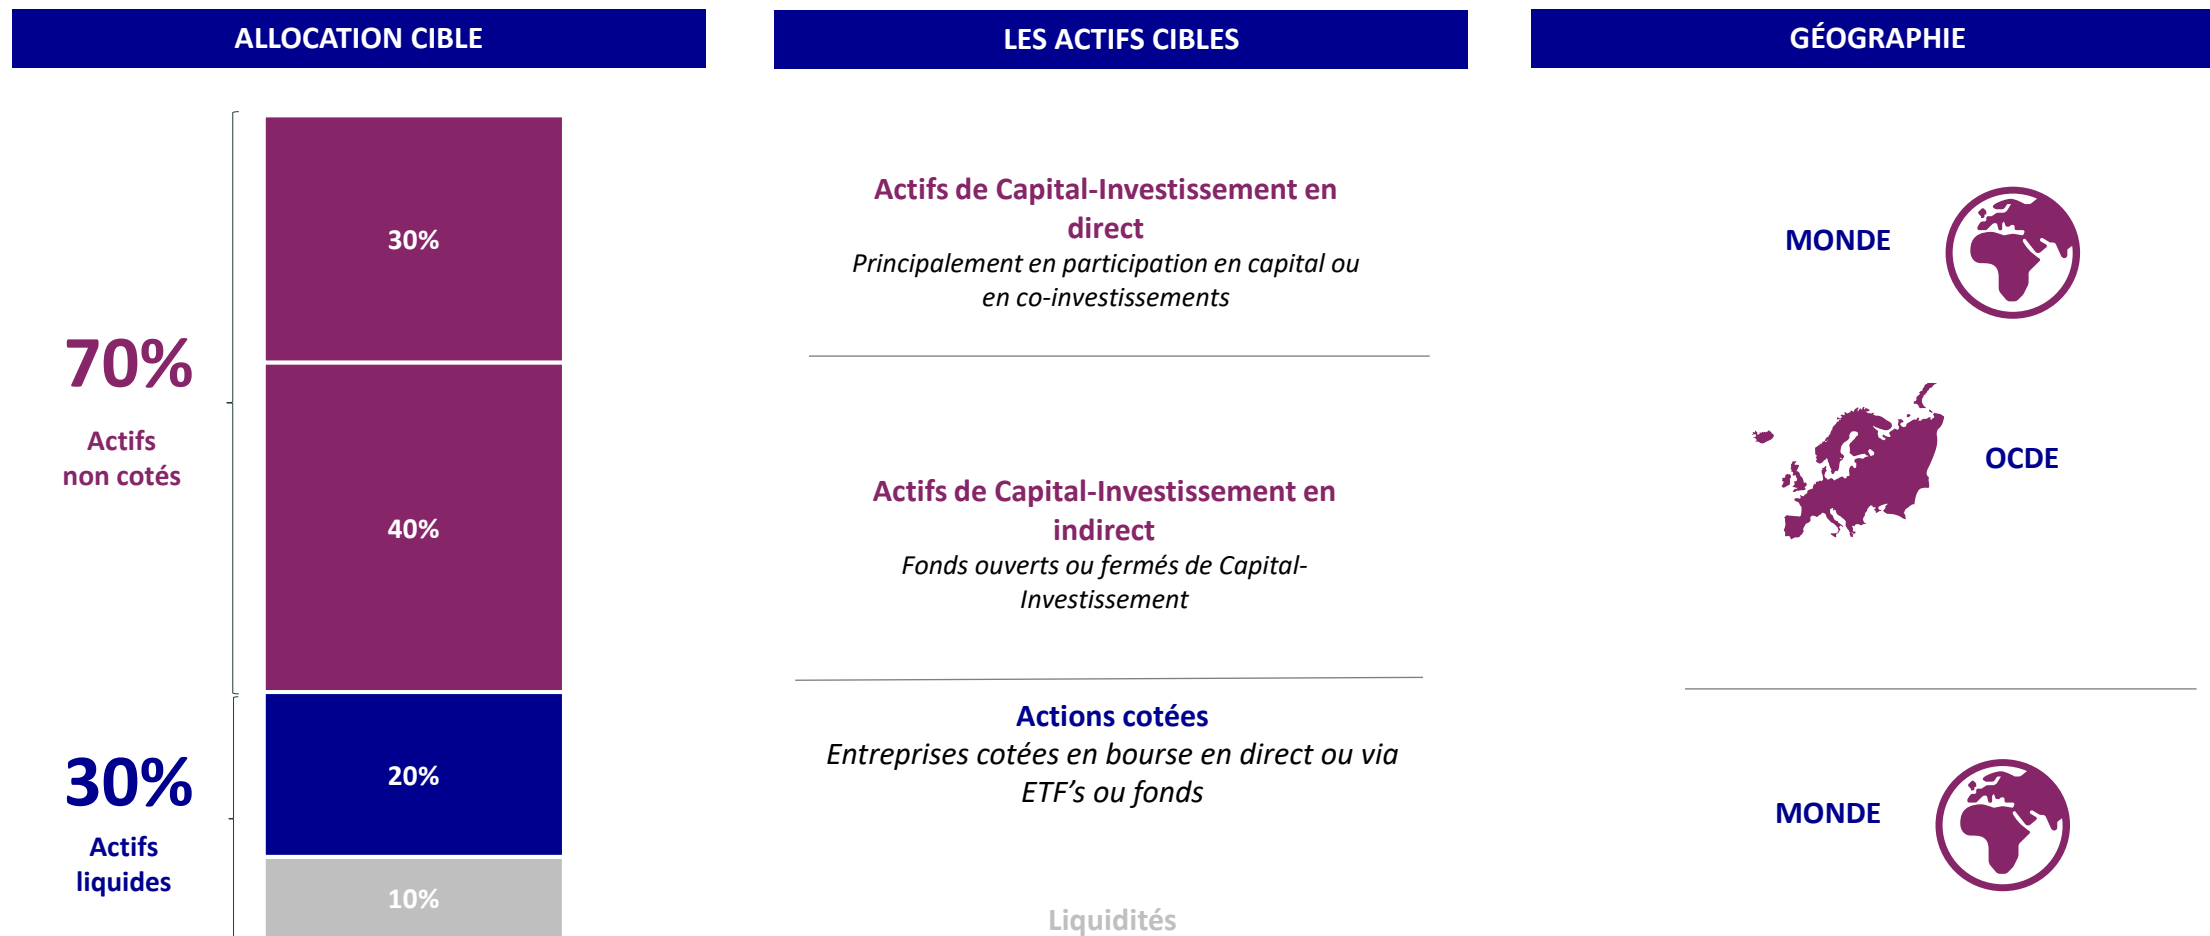 ALLOCATION CIBLE
LES ACTIFS CIBLES
GÉOGRAPHIE
70%
Actifs
non cotés
30%
40%
30%
Actifs
liquides
20%
10%
Actifs de Capital-Investissement en
direct
Principalement en participation en capital ou
en co-investissements
Actifs de Capital-Investissement en
indirect
Fonds ouverts ou fermés de Capital-
Investissement
Actions cotées
Entreprises cotées en bourse en direct ou via
ETF’s ou fonds
Liquidités
MONDE
OCDE
MONDE